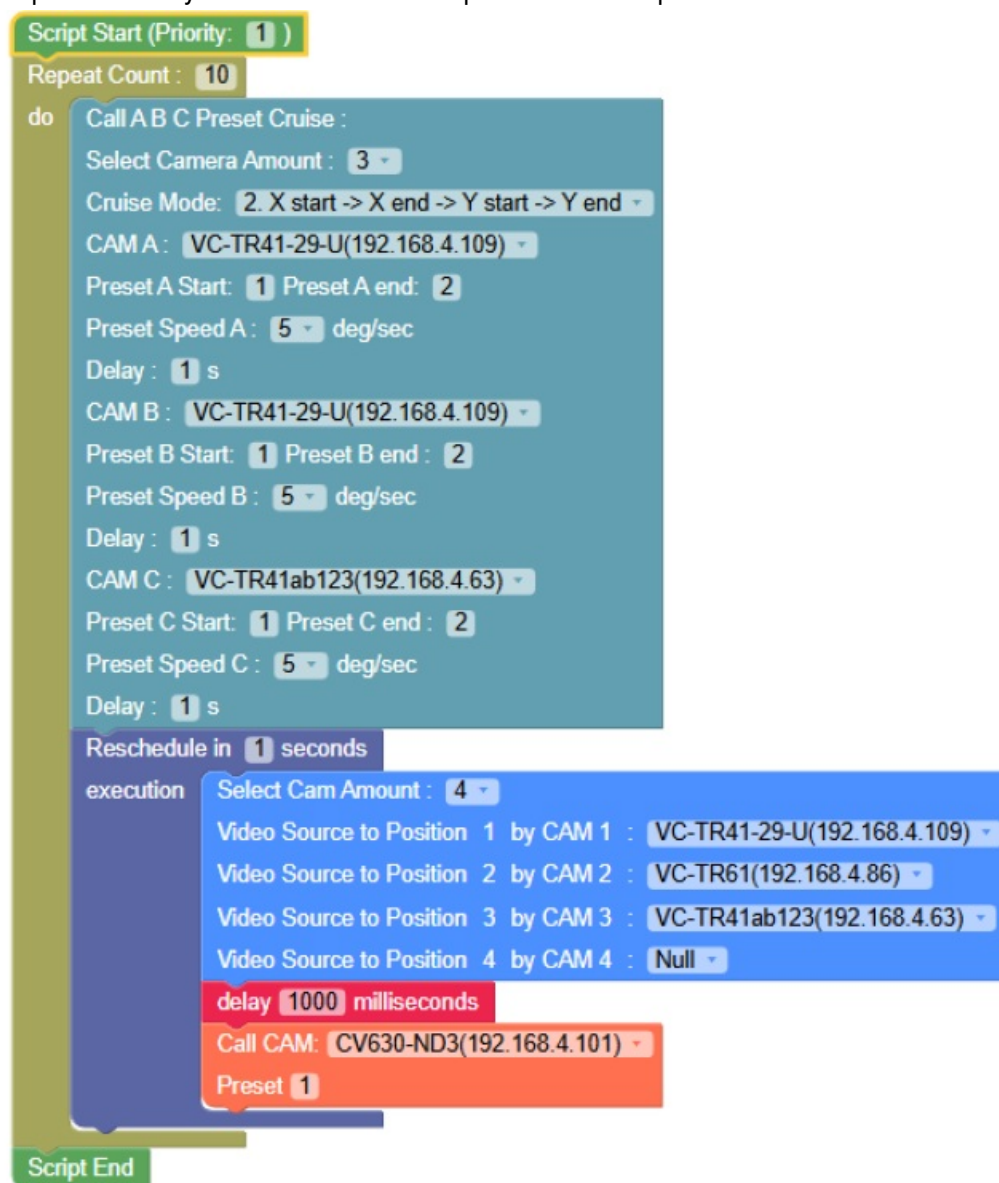 Script Start (Priority: 1 )
Repeat Count : 10
do Call A B C Preset Cruise :
Select Camera Amount : 3
Cruise Mode: 2. X start -> X end -> Y start -> Y end
CAM A : VC-TR41-29-U(192.168.4.109)
Preset A Start: 1 Preset A end: 2
Preset Speed A : 5 deg/sec
Delay : 1 s
CAM B : VC-TR41-29-U(192.168.4.109)
Preset B Start: 1 Preset B end : 2
Preset Speed B : 5 deg/sec
Delay : 1 s
CAM C : VC-TR41ab123(192.168.4.63)
Preset C Start: 1 Preset C end : 2
Preset Speed C : 5 deg/sec
Delay : 1 s
Reschedule in 1 seconds
execution Select Cam Amount : 4
Video Source to Position 1 by CAM 1 : VC-TR41-29-U(192.168.4.109)
Video Source to Position 2 by CAM 2 : VC-TR61(192.168.4.86)
Video Source to Position 3 by CAM 3 : VC-TR41ab123(192.168.4.63)
Video Source to Position 4 by CAM 4 : Null
delay 1000 milliseconds
Call CAM: CV630-ND3(192.168.4.101)
Preset 1
Script End